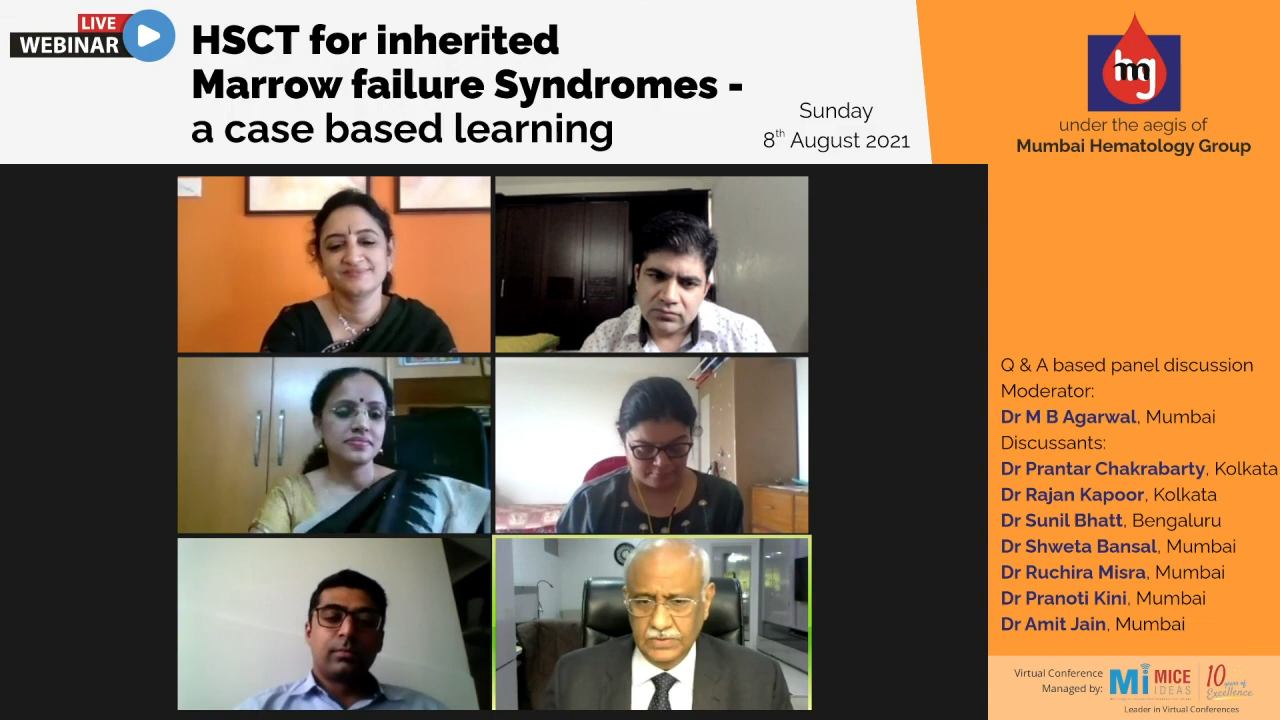 LIVE
WEBINAR
HSCT for inherited
Marrow failure Syndromes -
a case based learning
Sunday
8th August 2021
hmg
under the aegis of
Mumbai Hematology Group
Q & A based panel discussion
Moderator:
Dr M B Agarwal, Mumbai
Discussants:
Dr Prantar Chakrabarty, Kolkata
Dr Rajan Kapoor, Kolkata
Dr Sunil Bhatt, Bengaluru
Dr Shweta Bansal, Mumbai
Dr Ruchira Misra, Mumbai
Dr Pranoti Kini, Mumbai
Dr Amit Jain, Mumbai
Virtual Conference
Managed by:
Mi MICE
IDEAS
10 years of
Excellence
Leader in Virtual Conferences